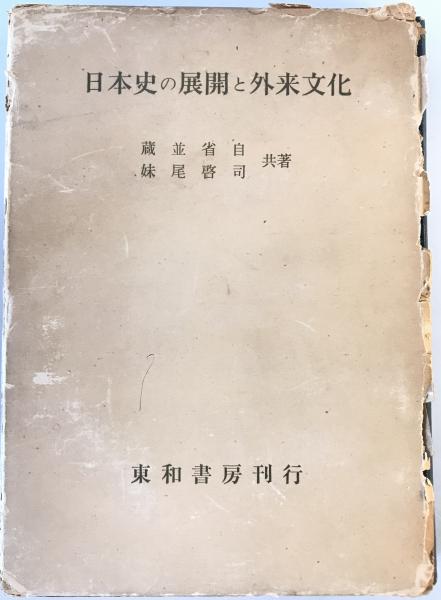 日本史の展開と外来文化
蔵並省自
妹尾啓司
共著
東和書房刊行